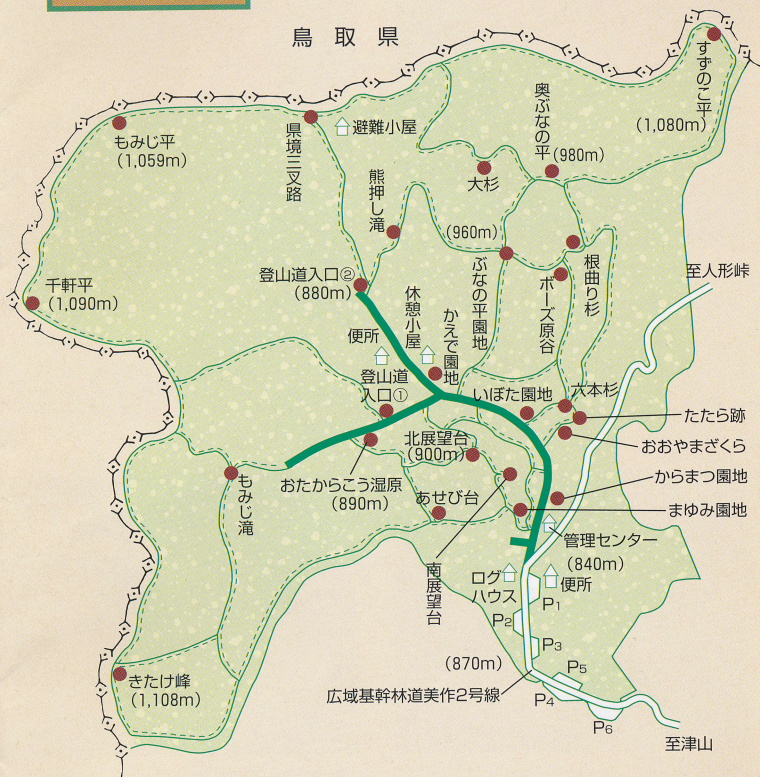 鳥取県
すずのこ平
(1,080m)
奥ぶなの平
(980m)
大杉
避難小屋
県境三叉路
もみじ平
(1,059m)
熊押し滝
(960m)
ぶなの平園地
根曲り杉
ボーズ原谷
至人形峠
千軒平
(1,090m)
登山道入口②
(880m)
休憩小屋
かえで園地
便所
登山道
入口①
いぼた園地
六本杉
たたら跡
おおやまざくら
からまつ園地
まゆみ園地
北展望台
(900m)
おたからこう湿原
(890m)
あせび台
もみじ滝
南展望台
管理センター
(840m)
ログ
ハウス
便所
P1
P2
P3
(870m)
P5
P4
P6
広域基幹林道美作2号線
至津山
きたけ峰
(1,108m)